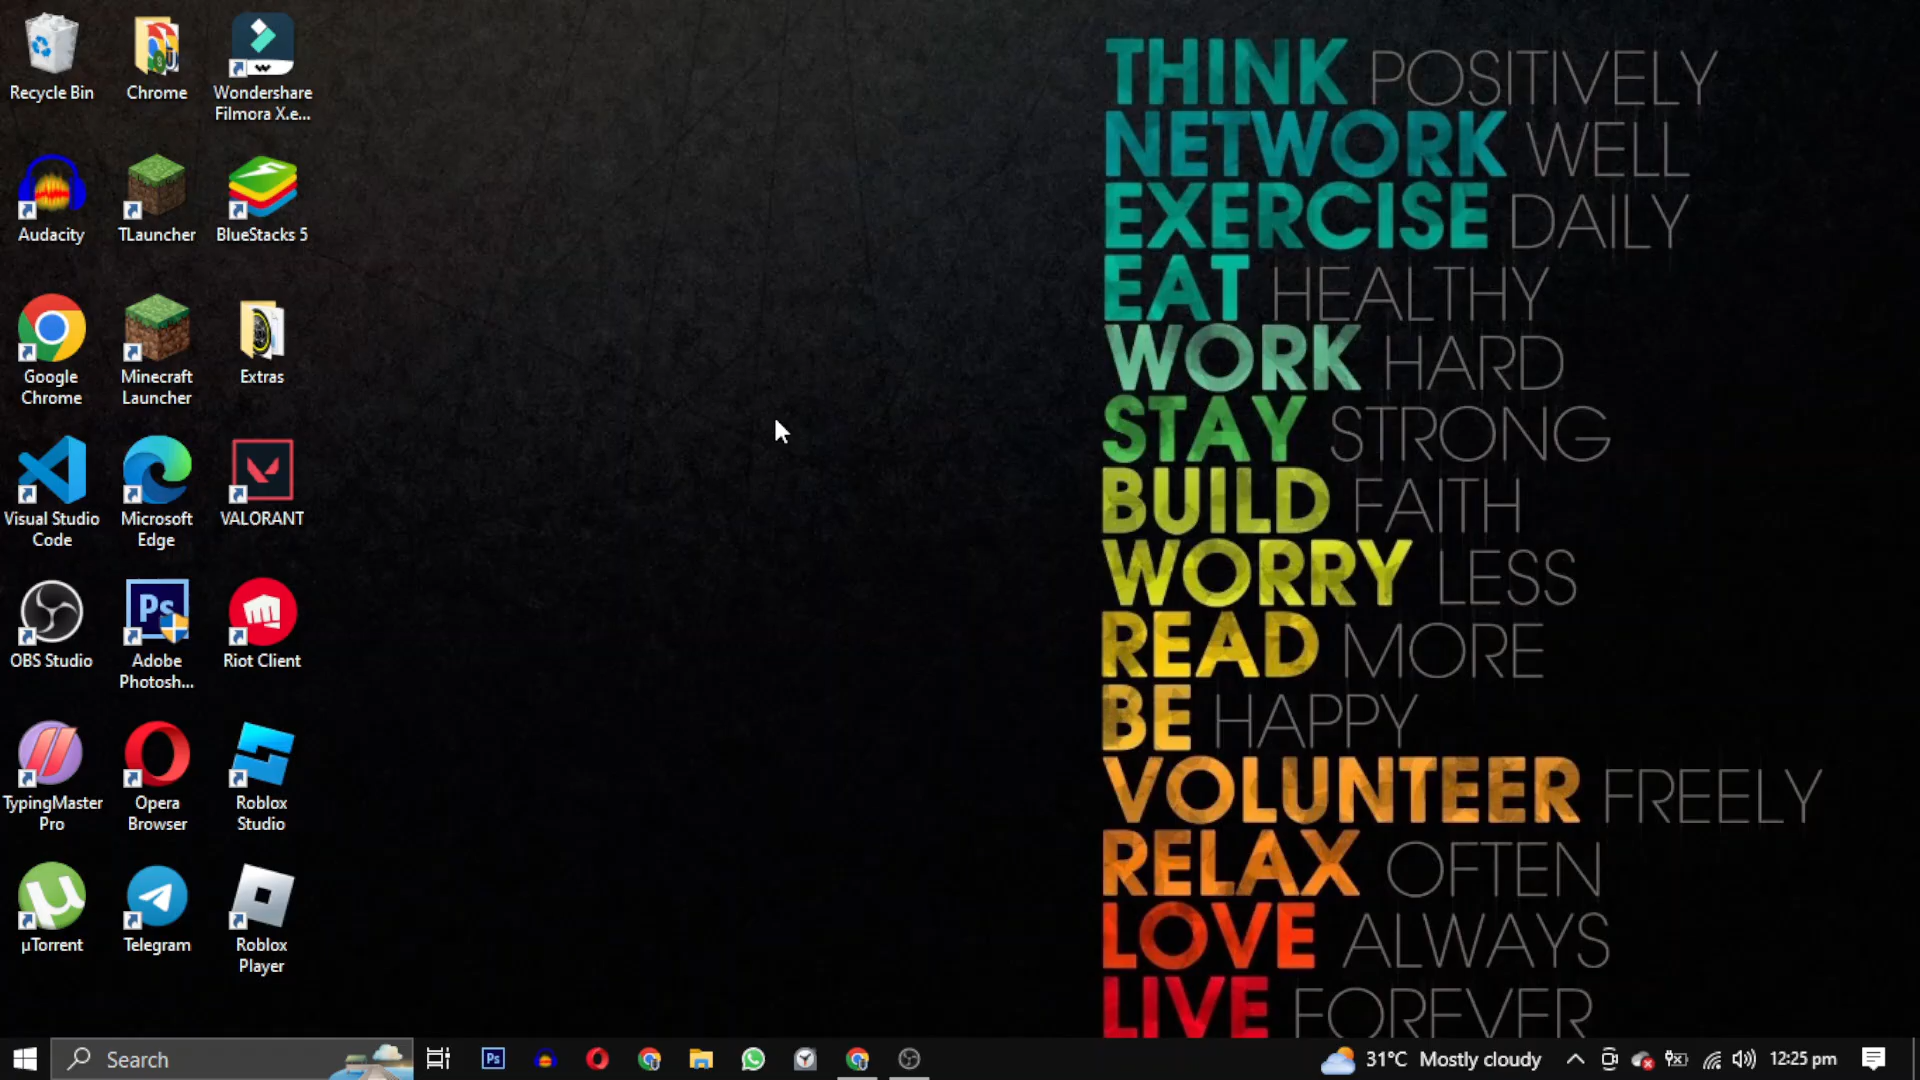 Recycle Bin
Chrome
Wondershare
Filmora X.e...
Audacity
TLauncher
BlueStacks 5
Google
Chrome
Minecraft
Launcher
Extras
Visual Studio
Code
Microsoft
Edge
VALORANT
OBS Studio
Ps
Adobe
Photosh...
Riot Client
TypingMaster
Pro
Opera
Browser
Roblox
Studio
µTorrent
Telegram
Roblox
Player
THINK POSITIVELY
NETWORK WELL
EXERCISE DAILY
EAT HEALTHY
WORK HARD
STAY STRONG
BUILD FAITH
WORRY LESS
READ MORE
BE HAPPY
VOLUNTEER FREELY
RELAX OFTEN
LOVE ALWAYS
LIVE FOREVER
Search
Ps
31°C Mostly cloudy
12:25 pm